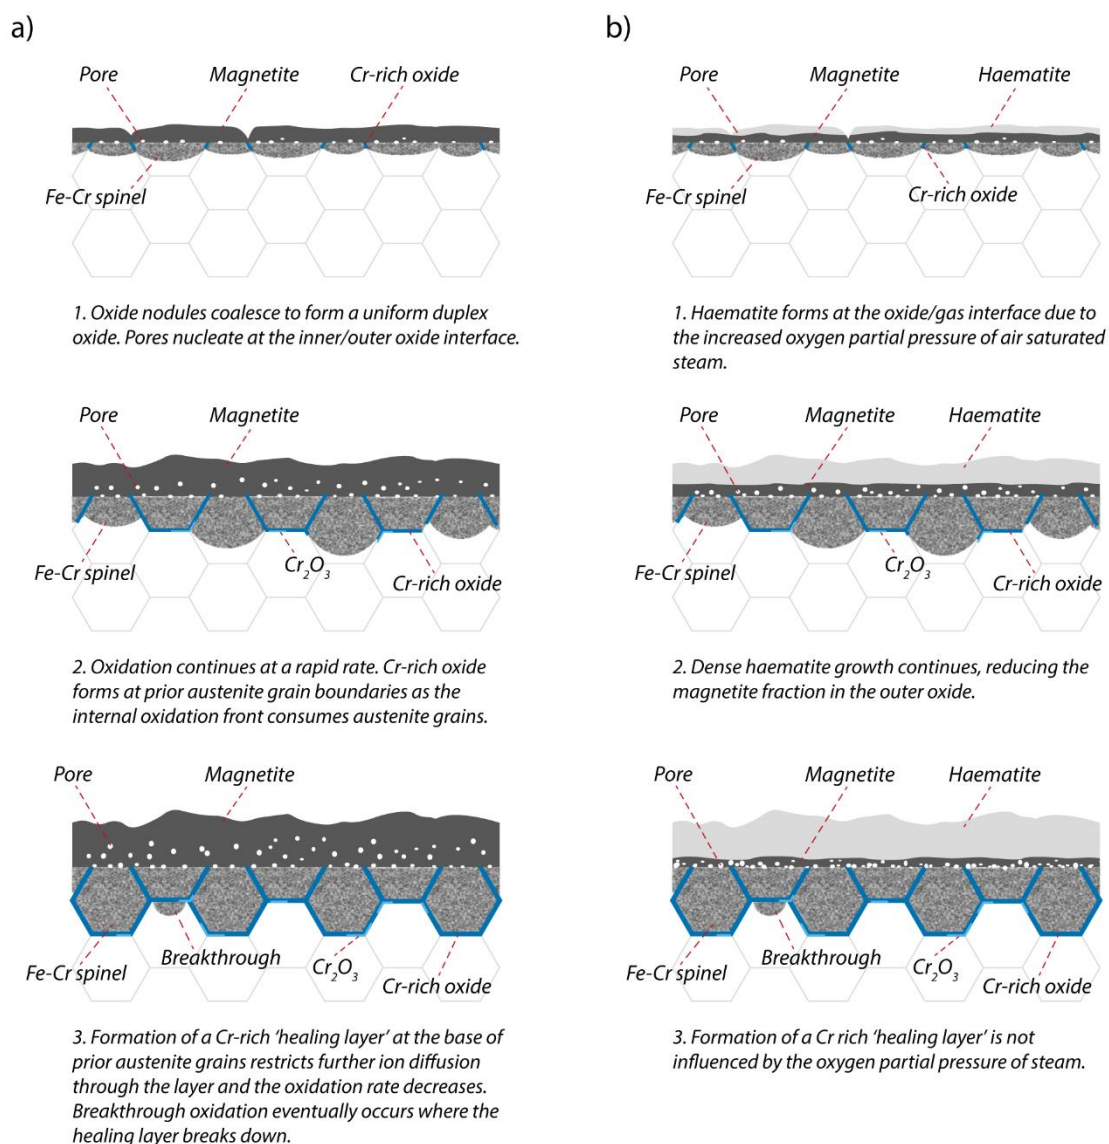 a)
Pore
Magnetite
Cr-rich oxide
Fe-Cr spinel
1. Oxide nodules coalesce to form a uniform duplex
oxide. Pores nucleate at the inner/outer oxide interface.
Pore
Magnetite
Fe-Cr spinel
Cr₂O₃
Cr-rich oxide
2. Oxidation continues at a rapid rate. Cr-rich oxide
forms at prior austenite grain boundaries as the
internal oxidation front consumes austenite grains.
Pore
Magnetite
Fe-Cr spinel
Breakthrough
Cr₂O₃
Cr-rich oxide
3. Formation of a Cr-rich ‘healing layer’ at the base of
prior austenite grains restricts further ion diffusion
through the layer and the oxidation rate decreases.
Breakthrough oxidation eventually occurs where the
healing layer breaks down.
b)
Pore
Magnetite
Haematite
Fe-Cr spinel
Cr-rich oxide
1. Haematite forms at the oxide/gas interface due to
the increased oxygen partial pressure of air saturated
steam.
Pore
Magnetite
Haematite
Fe-Cr spinel
Cr₂O₃
Cr-rich oxide
2. Dense haematite growth continues, reducing the
magnetite fraction in the outer oxide.
Pore
Magnetite
Haematite
Fe-Cr spinel
Breakthrough
Cr₂O₃
Cr-rich oxide
3. Formation of a Cr rich ‘healing layer’ is not
influenced by the oxygen partial pressure of steam.